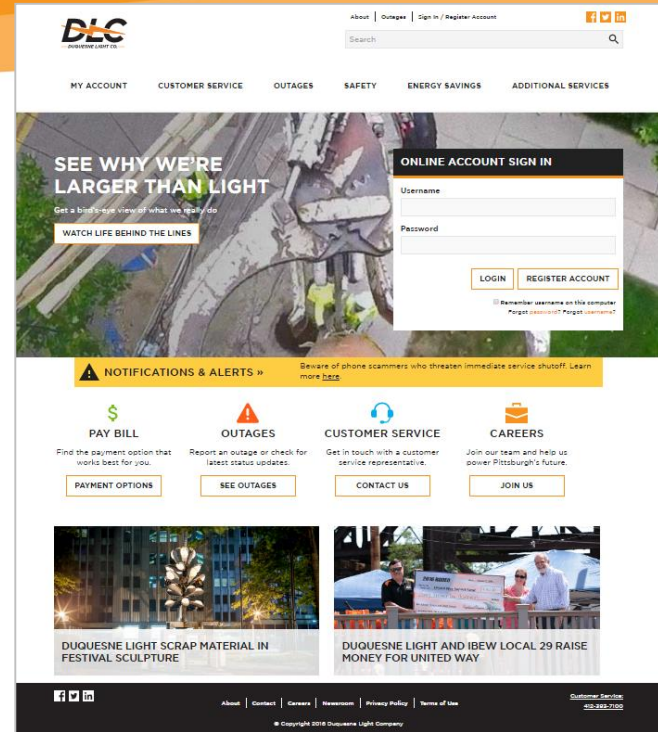 About | Outages | Sign In / Register Account
DLC
DUQUESNE LIGHT CO.
Search
MY ACCOUNT CUSTOMER SERVICE OUTAGES SAFETY ENERGY SAVINGS ADDITIONAL SERVICES
SEE WHY WE'RE
LARGER THAN LIGHT
Get a bird's-eye view of what we really do
WATCH LIFE BEHIND THE LINES
ONLINE ACCOUNT SIGN IN
Username
Password
LOGIN REGISTER ACCOUNT
Remember username on this computer
Forgot password? Forgot username?
NOTIFICATIONS & ALERTS »
Beware of phone scammers who threaten immediate service shutoff. Learn
more here.
PAY BILL
Find the payment option that
works best for you.
PAYMENT OPTIONS
OUTAGES
Report an outage or check for
latest status updates.
SEE OUTAGES
CUSTOMER SERVICE
Get in touch with a customer
service representative.
CONTACT US
CAREERS
Join our team and help us
power Pittsburgh's future.
JOIN US
DUQUESNE LIGHT SCRAP MATERIAL IN
FESTIVAL SCULPTURE
DUQUESNE LIGHT AND IBEW LOCAL 29 RAISE
MONEY FOR UNITED WAY
About | Contact | Careers | Newsroom | Privacy Policy | Terms of Use
Customer Service:
412-393-7100
© Copyright 2016 Duquesne Light Company